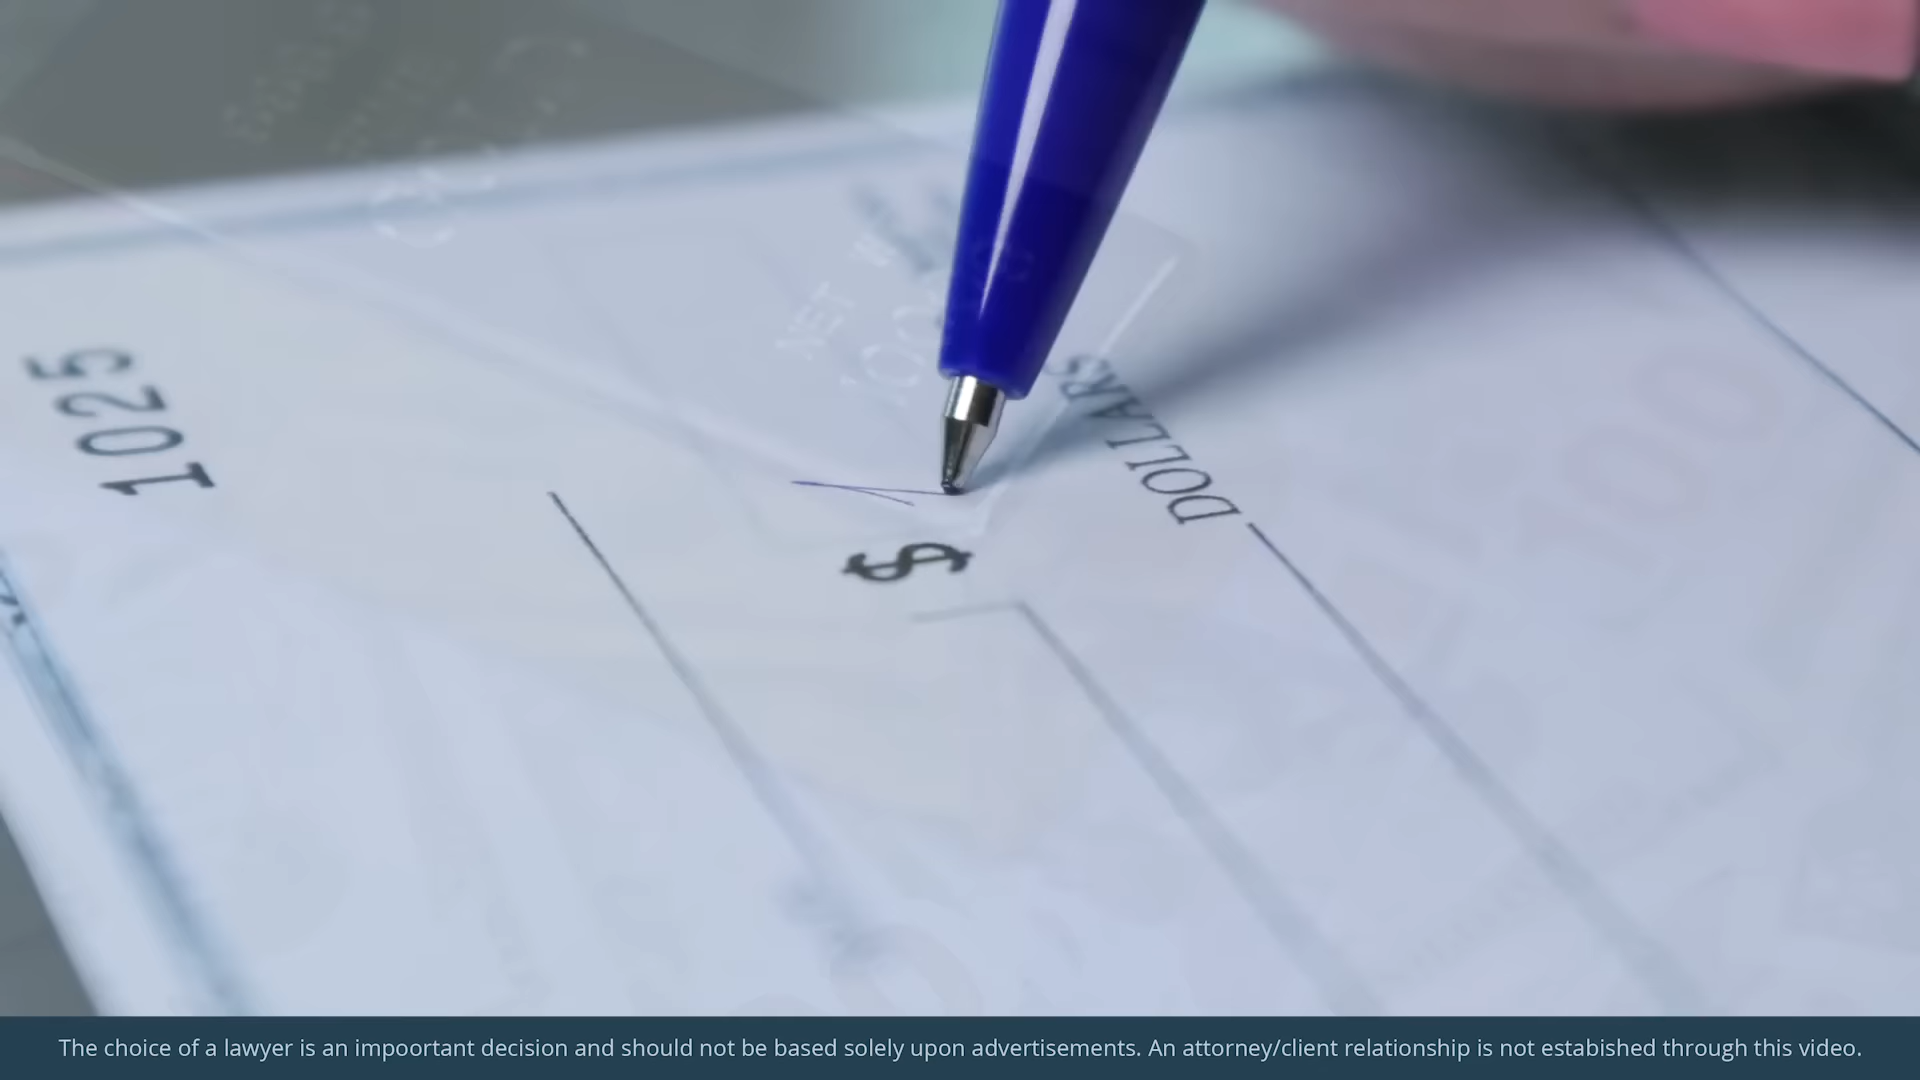 1025
DOLLARS
$
NET
The choice of a lawyer is an impoortant decision and should not be based solely upon advertisements. An attorney/client relationship is not estabished through this video.